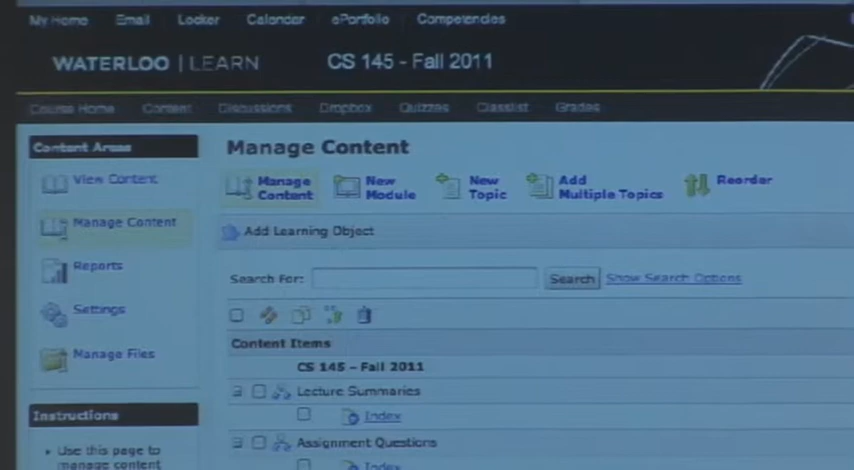 My Home Email Locker Calendar ePortfolio Competencies
WATERLOO | LEARN CS 145 - Fall 2011
Course Home Content Discussions Dropbox Quizzes Classlist Grades
Content Areas
View Content
Manage Content
Reports
Settings
Manage Files
Instructions
• Use this page to
manage content
Manage Content
Manage
Content
New
Module
New
Topic
Add
Multiple Topics
Reorder
Add Learning Object
Search For: Search Show Search Options
Content Items
CS 145 - Fall 2011
Lecture Summaries
Index
Assignment Questions
Index